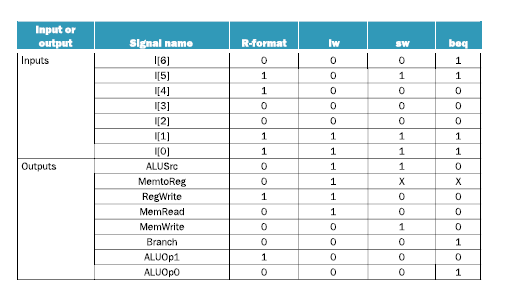 Input or output Signal name R-format lw sw beq
Inputs I[6] 0 0 0 1
I[5] 1 0 1 1
I[4] 1 0 0 0
I[3] 0 0 0 0
I[2] 0 0 0 0
I[1] 1 1 1 1
I[0] 1 1 1 1
Outputs ALUSrc 0 1 1 0
MemtoReg 0 1 X X
RegWrite 1 1 0 0
MemRead 0 1 0 0
MemWrite 0 0 1 0
Branch 0 0 0 1
ALUOp1 1 0 0 0
ALUOp0 0 0 0 1